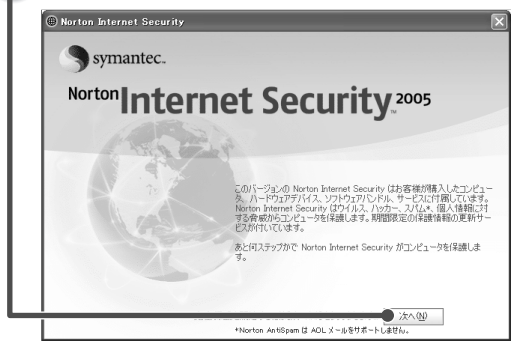 Norton Internet Security
symantec.
Norton Internet Security 2005
このバージョンの Norton Internet Security はお客様が購入したコンピュー
タ、ハードウェアデバイス、ソフトウェアバンドル、サービスに付属しています。
Norton Internet Security はウイルス、ハッカー、スパム*、個人情報に対
する脅威からコンピュータを保護します。期間限定の保護情報の更新サー
ビスが付いています。
あと何ステップかで Norton Internet Security がコンピュータを保護しま
す。
次へ(N)
*Norton AntiSpam は AOL メールをサポートしません。